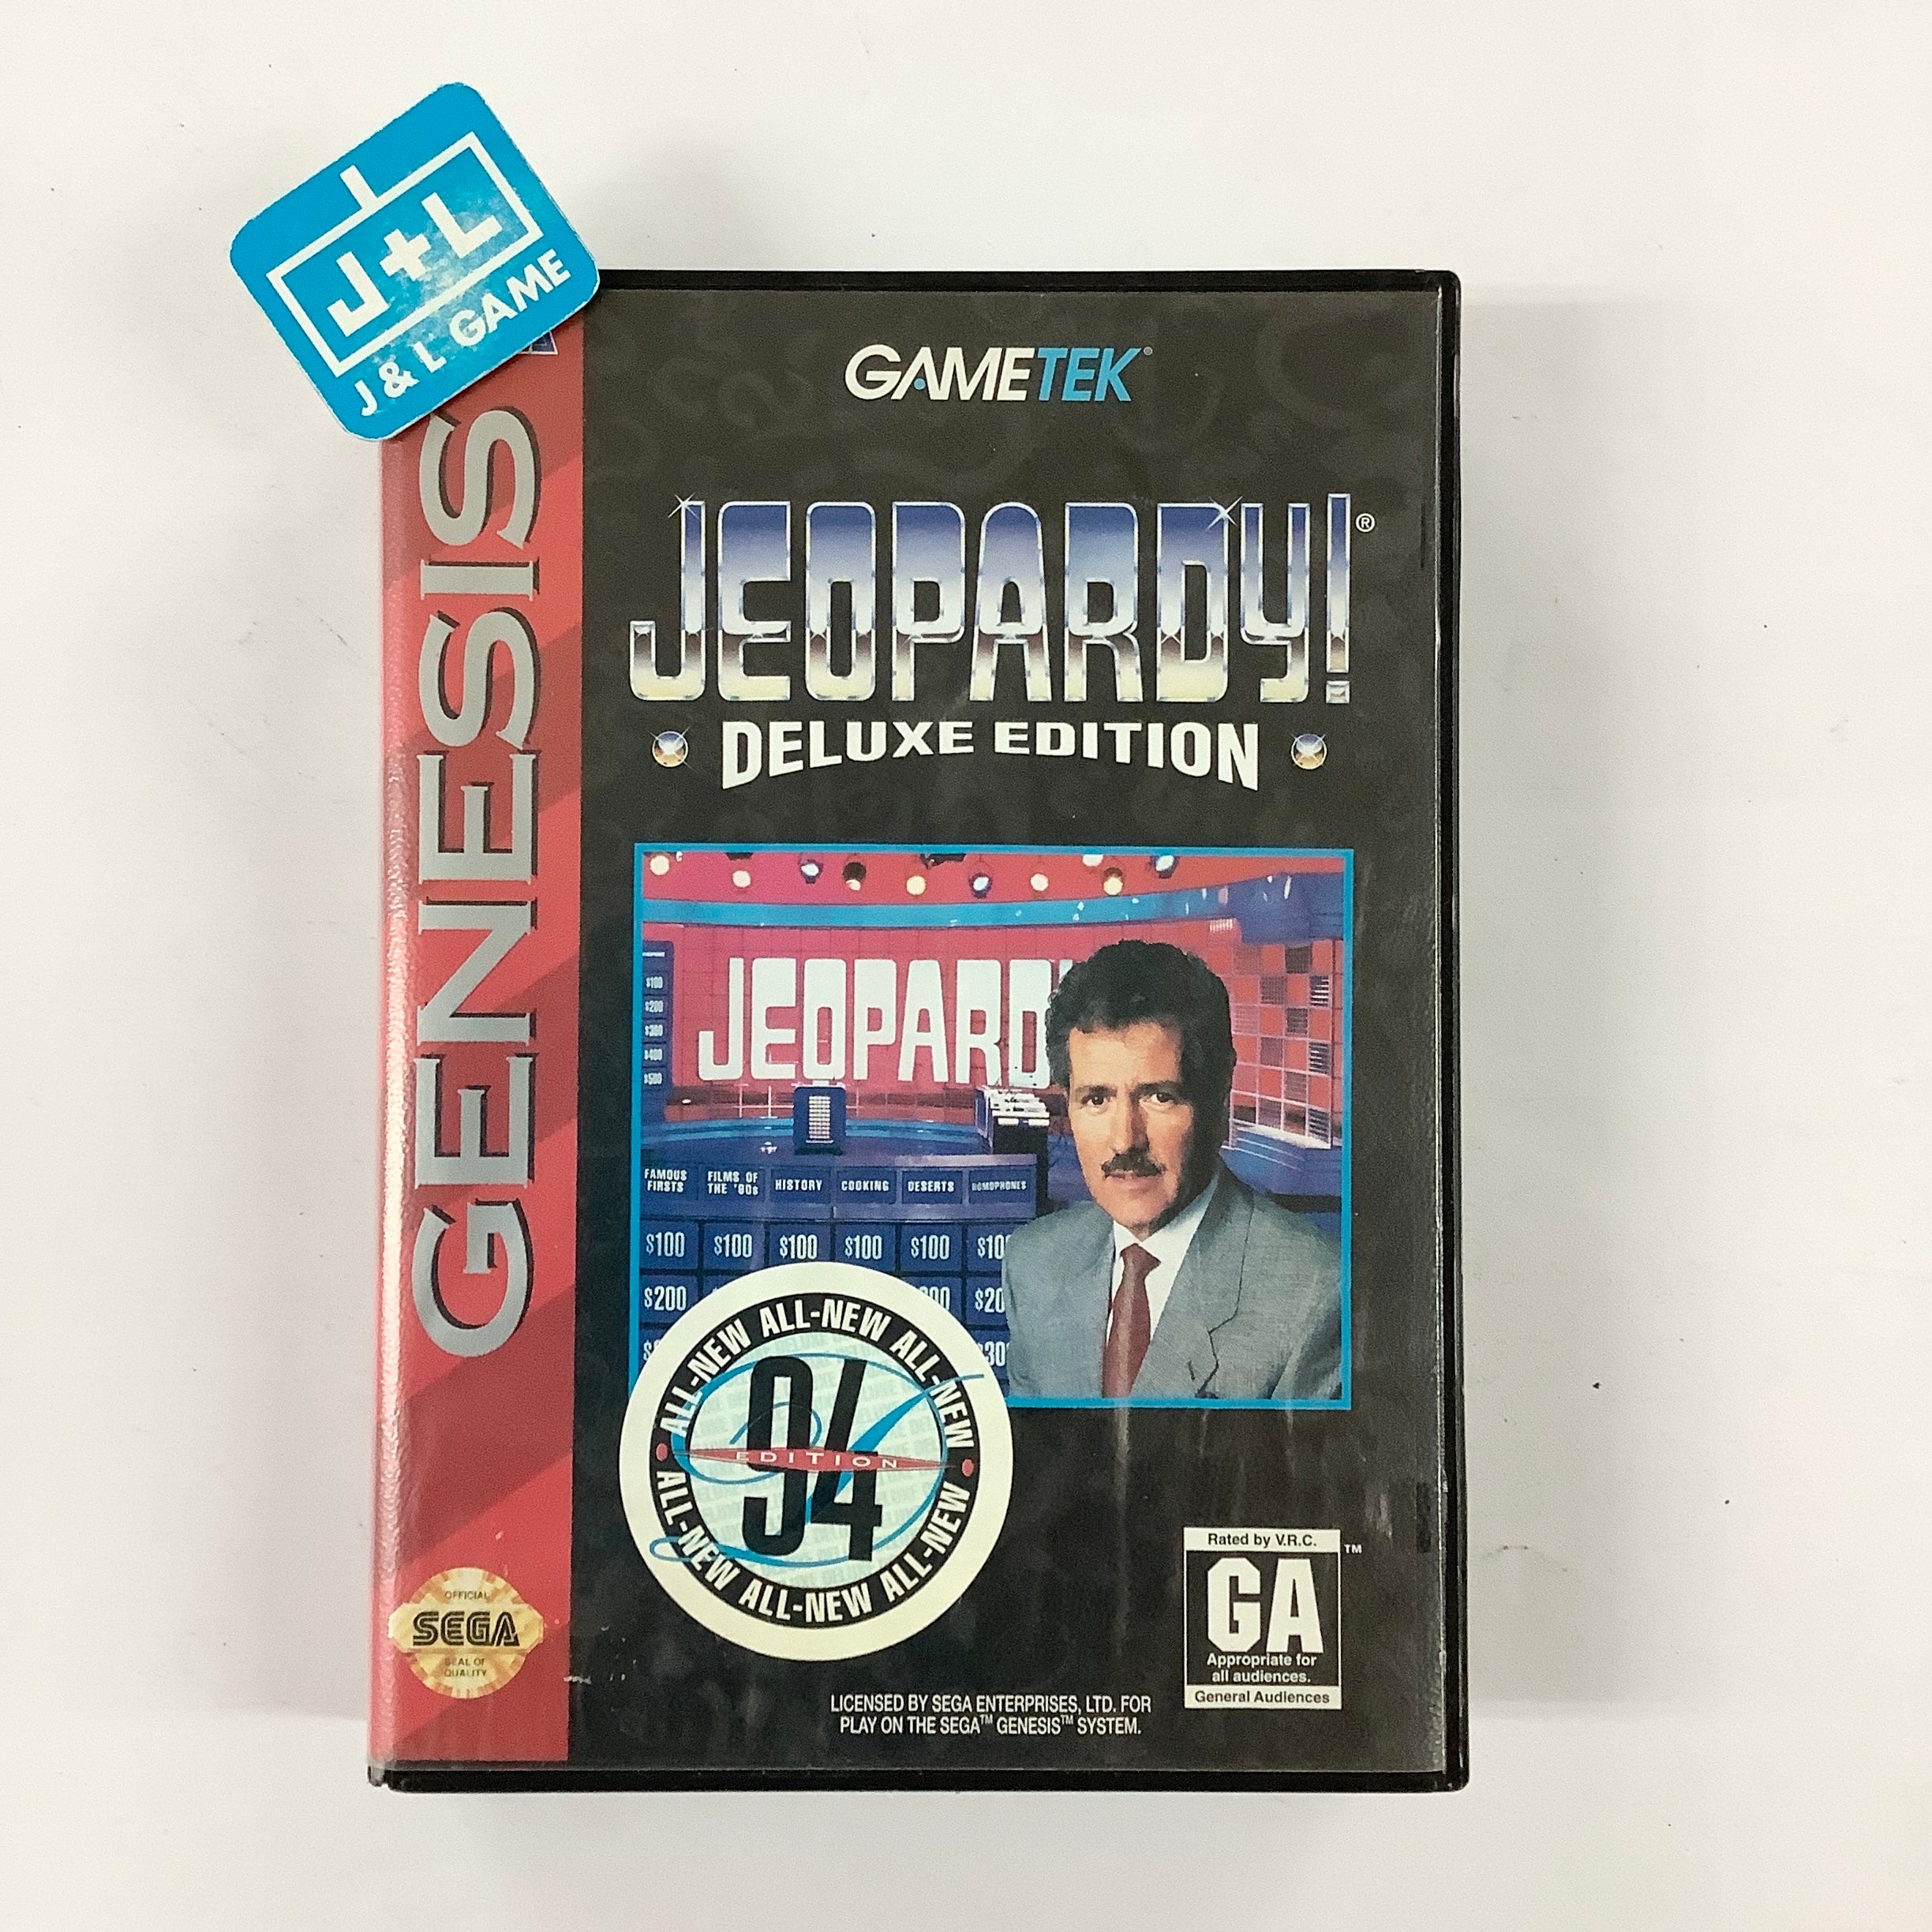 J+L
J & L GAME
GENESIS
GAMETEK®
JEOPARDY!®
DELUXE EDITION
JEOPARDY
$100
$200
$300
$400
$500
FAMOUS FIRSTS
FILMS OF THE '80s
HISTORY
COOKING
DESERTS
HOMOPHONES
$100 $100 $100 $100 $100 $100
$200
ALL-NEW ALL-NEW ALL-NEW
94
EDITION
ALL-NEW ALL-NEW ALL-NEW
OFFICIAL
SEGA
SEAL OF
QUALITY
Rated by V.R.C.
™
GA
Appropriate for
all audiences.
General Audiences
LICENSED BY SEGA ENTERPRISES, LTD. FOR
PLAY ON THE SEGA™ GENESIS™ SYSTEM.